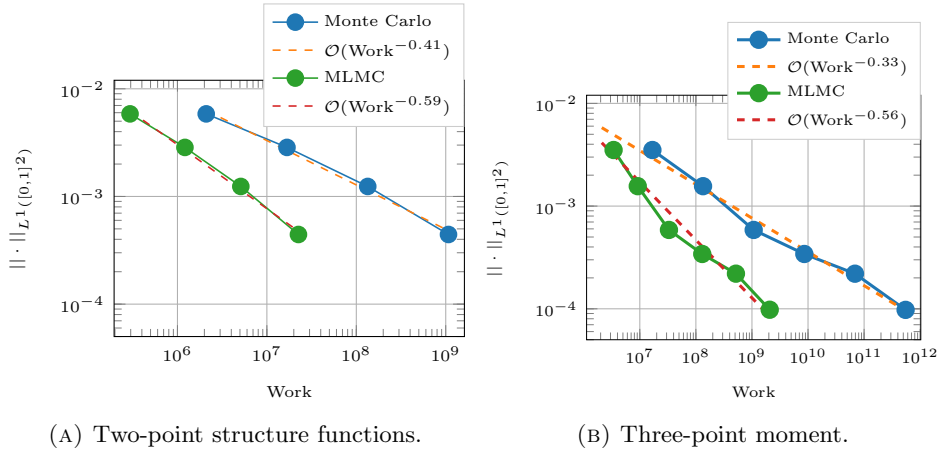 Monte Carlo
O(Work^−0.41)
MLMC
O(Work^−0.59)
10^−2
10^−3
10^−4
|| · ||_L^1([0,1]^2)
10^6 10^7 10^8 10^9
Work
(A) Two-point structure functions.
Monte Carlo
O(Work^−0.33)
MLMC
O(Work^−0.56)
10^−2
10^−3
10^−4
|| · ||_L^1([0,1]^2)
10^7 10^8 10^9 10^10 10^11 10^12
Work
(B) Three-point moment.